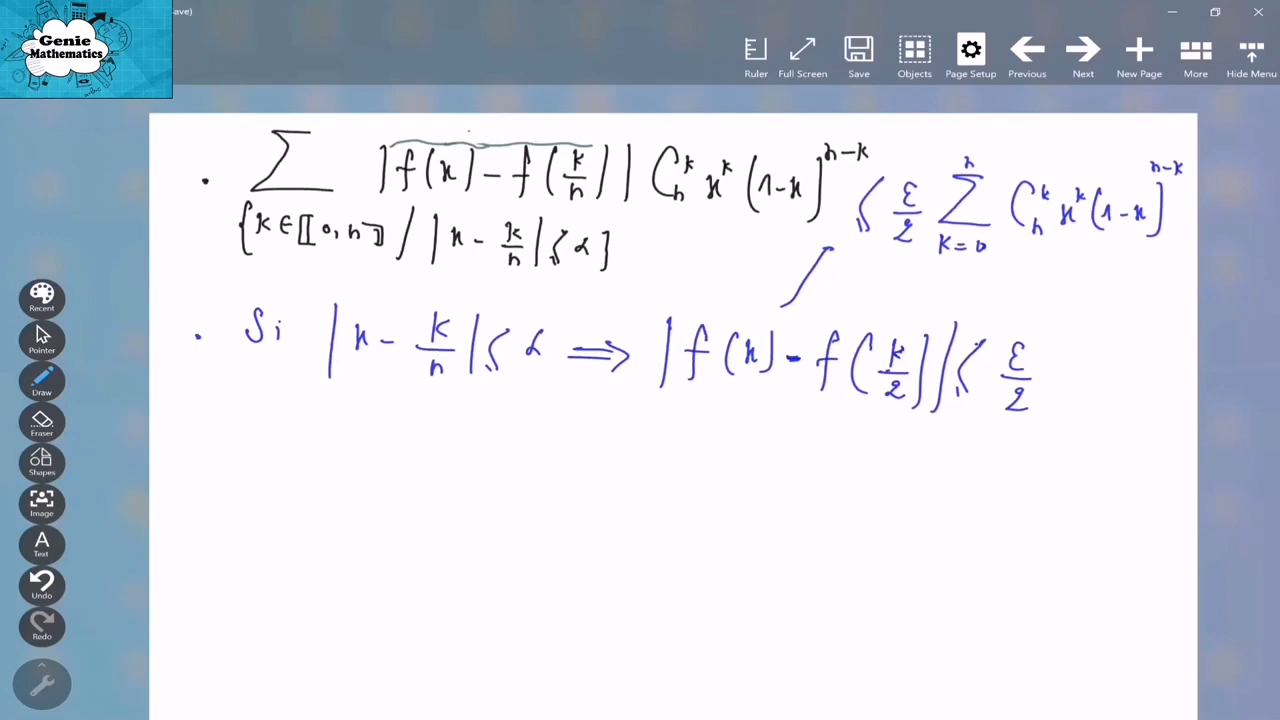 Genie
Mathematics
ave)
Ruler Full Screen Save Objects Page Setup Previous Next New Page More Hide Menu
. ∑ |f(x) - f(k/n)| C_n^k x^k (1-x)^{n-k} ≤ ε/2 ∑_{k=0}^{n} C_n^k x^k (1-x)^{n-k}
{k ∈ ⟦0, n⟧ / |x - k/n| ≤ α}
. Si |x - k/n| ≤ α ⟹ |f(x) - f(k/2)| ≤ ε/2
Recent
Pointer
Draw
Eraser
Shapes
Image
A
Text
Undo
Redo